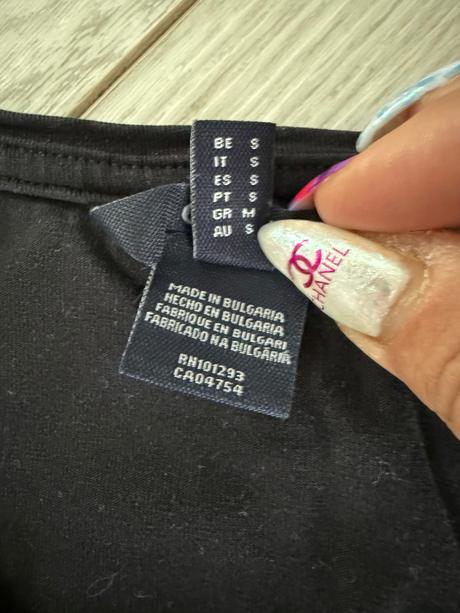 BE S
IT S
ES S
PT S
GR M
AU S
MADE IN BULGARIA
HECHO EN BULGARIA
FABRIQUE EN BULGARI
FABRICADO NA BULGÁRIA
RN101293
CA04754
CHANEL